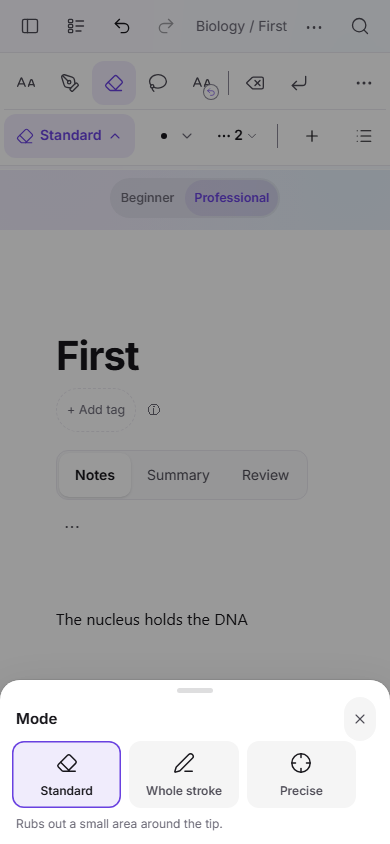 Biology / First
Standard
2
Beginner
Professional
First
+ Add tag
Notes
Summary
Review
...
The nucleus holds the DNA
Mode
Standard
Whole stroke
Precise
Rubs out a small area around the tip.